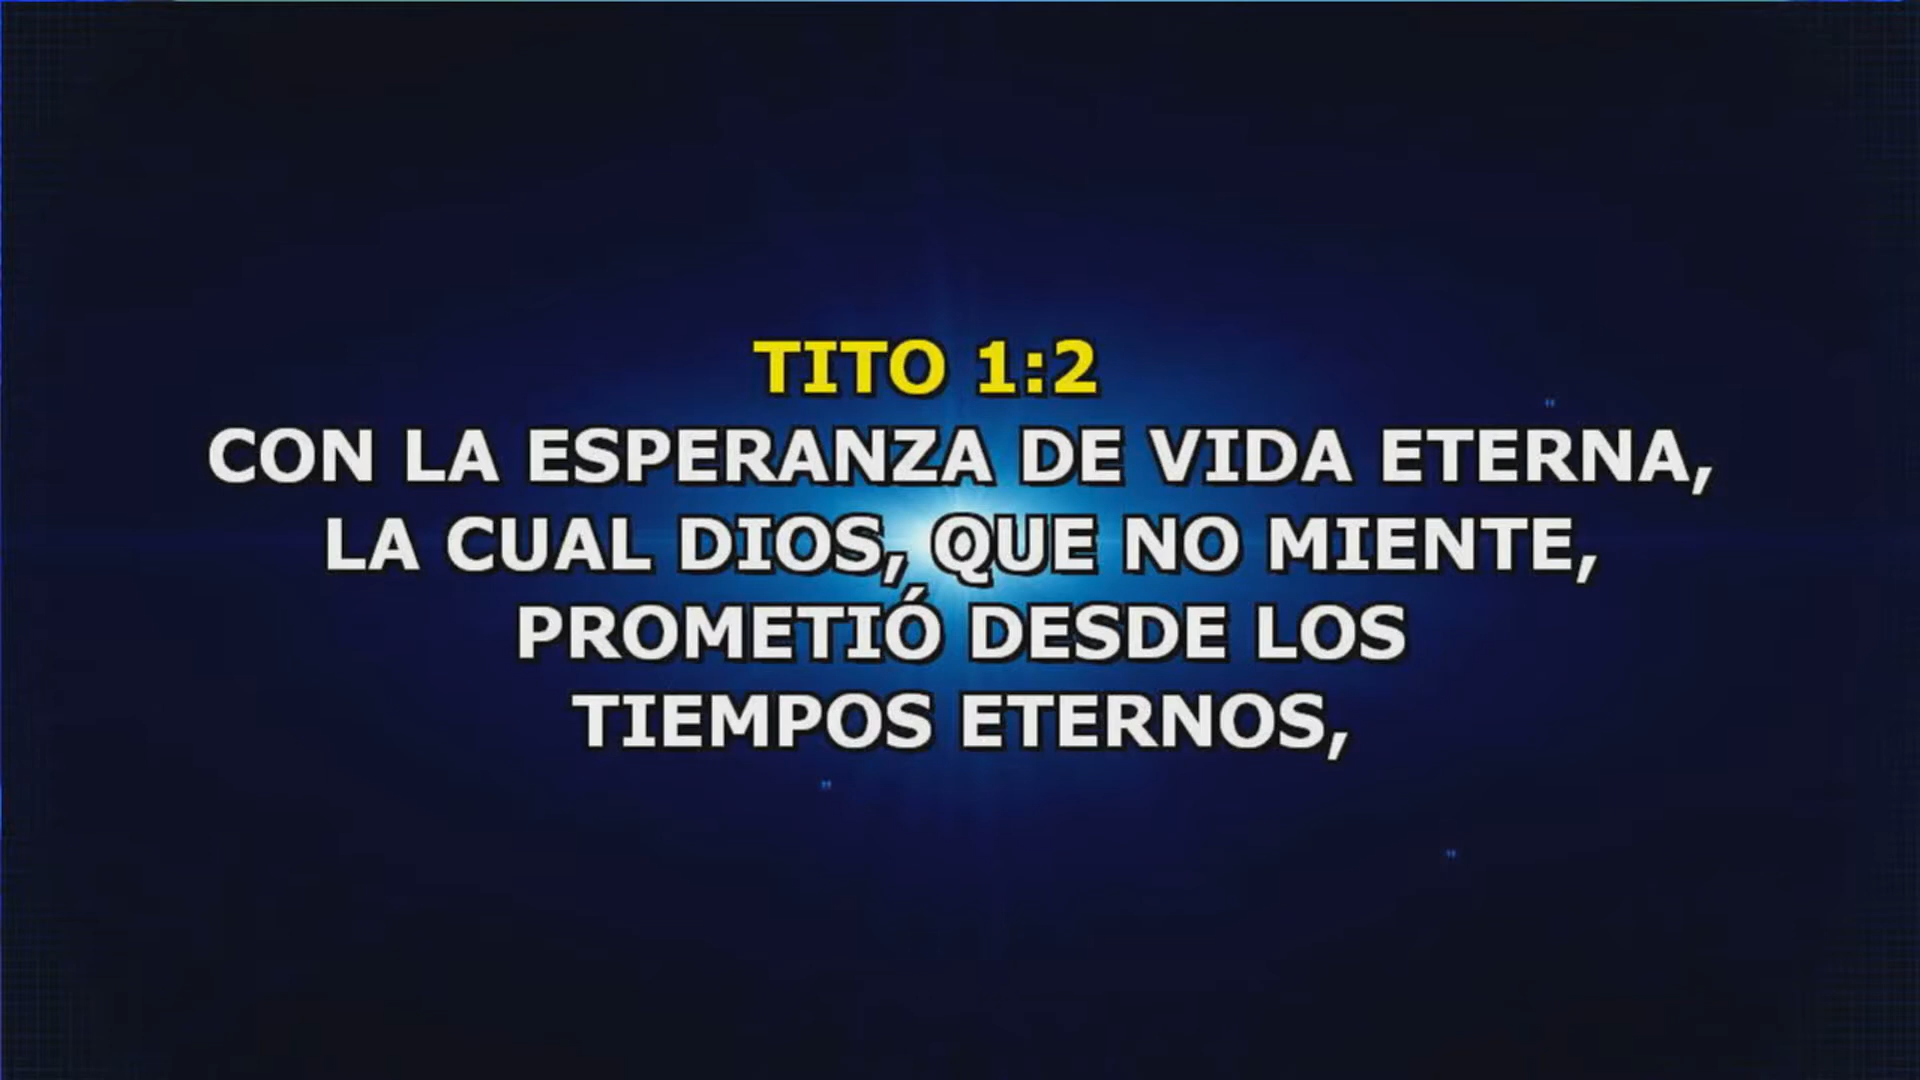 TITO 1:2
CON LA ESPERANZA DE VIDA ETERNA,
LA CUAL DIOS, QUE NO MIENTE,
PROMETIÓ DESDE LOS
TIEMPOS ETERNOS,